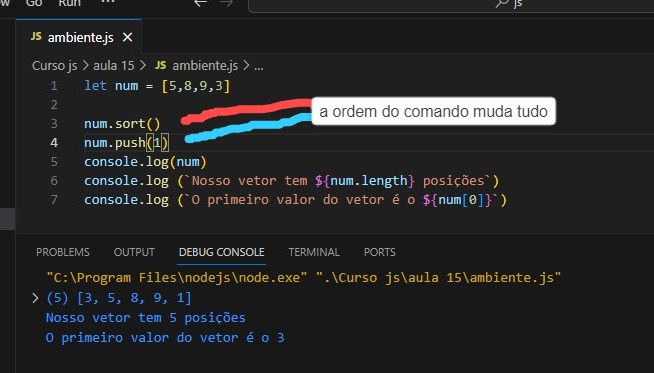 Go Run ...
js
JS ambiente.js ×
Curso js > aula 15 > JS ambiente.js > ...
1 let num = [5,8,9,3]
2
3 num.sort()
a ordem do comando muda tudo
4 num.push(1)
5 console.log(num)
6 console.log (`Nosso vetor tem ${num.length} posições`)
7 console.log (`O primeiro valor do vetor é o ${num[0]}`)
PROBLEMS OUTPUT DEBUG CONSOLE TERMINAL PORTS
"C:\Program Files\nodejs\node.exe" ".\Curso js\aula 15\ambiente.js"
> (5) [3, 5, 8, 9, 1]
Nosso vetor tem 5 posições
O primeiro valor do vetor é o 3